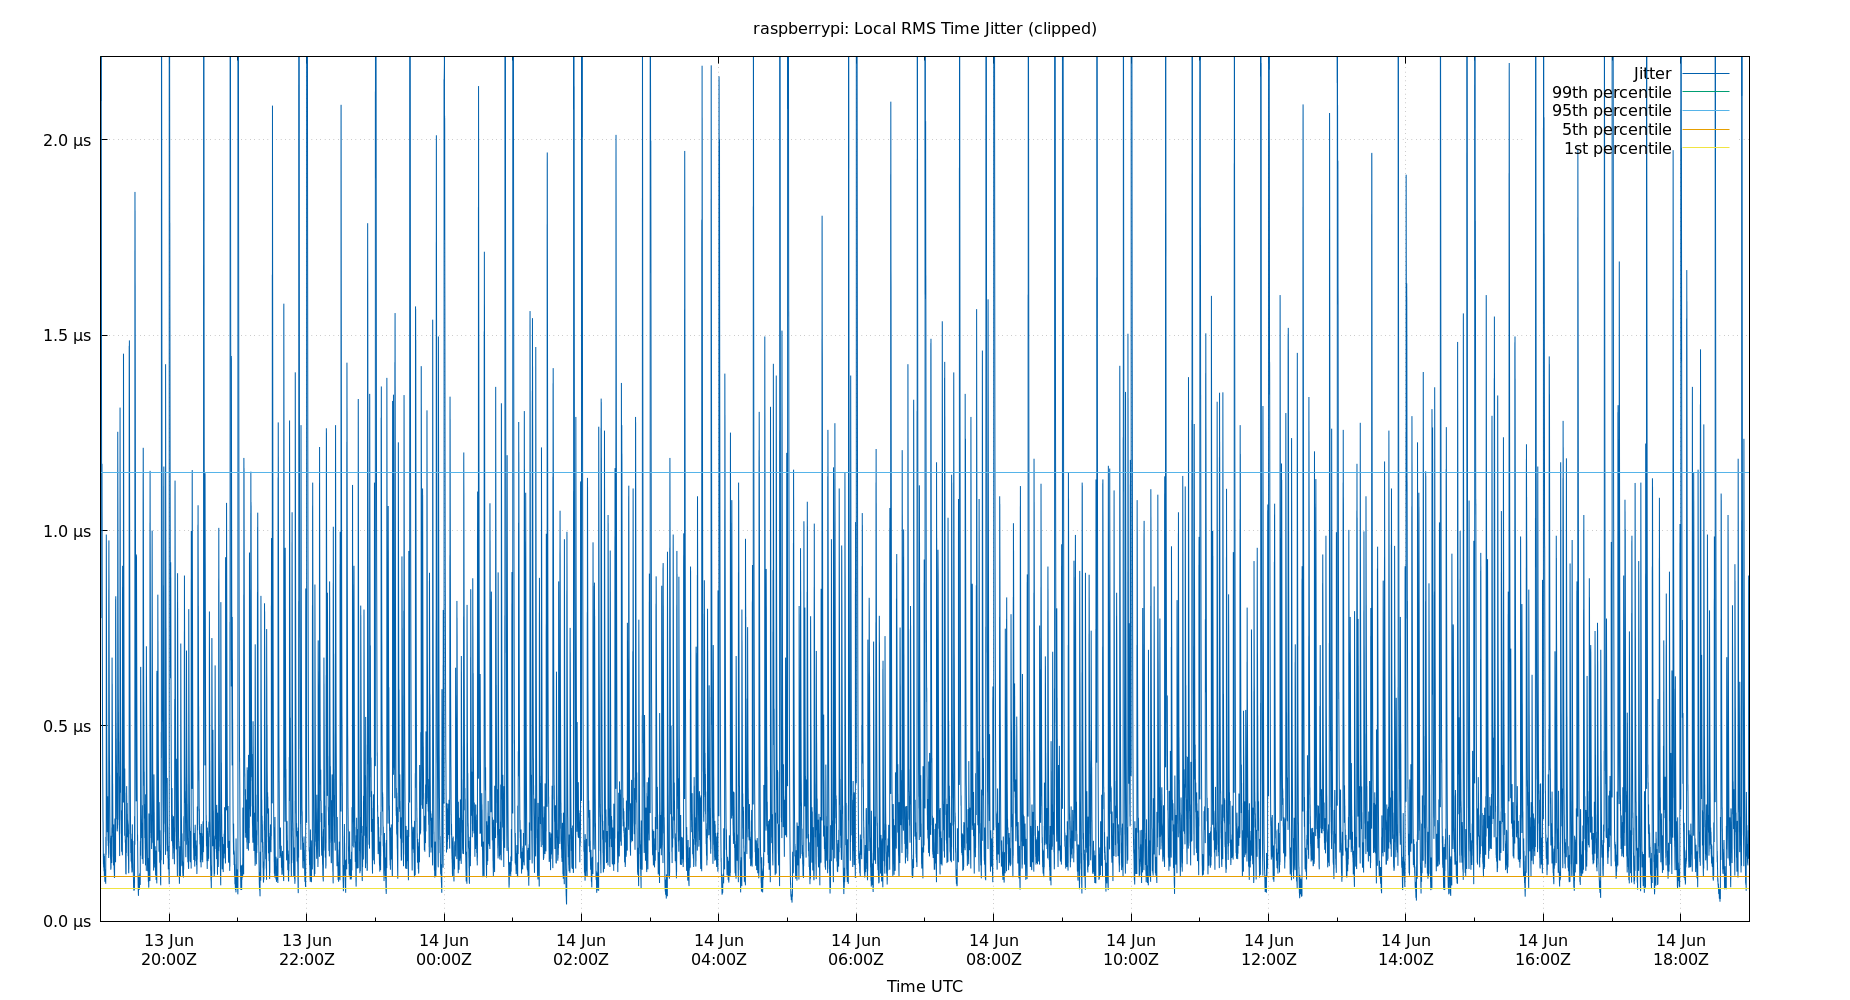 raspberrypi: Local RMS Time Jitter (clipped)
Jitter
99th percentile
95th percentile
5th percentile
1st percentile
2.0 µs
1.5 µs
1.0 µs
0.5 µs
0.0 µs
13 Jun 13 Jun 14 Jun 14 Jun 14 Jun 14 Jun 14 Jun 14 Jun 14 Jun 14 Jun 14 Jun 14 Jun
20:00Z 22:00Z 00:00Z 02:00Z 04:00Z 06:00Z 08:00Z 10:00Z 12:00Z 14:00Z 16:00Z 18:00Z
Time UTC